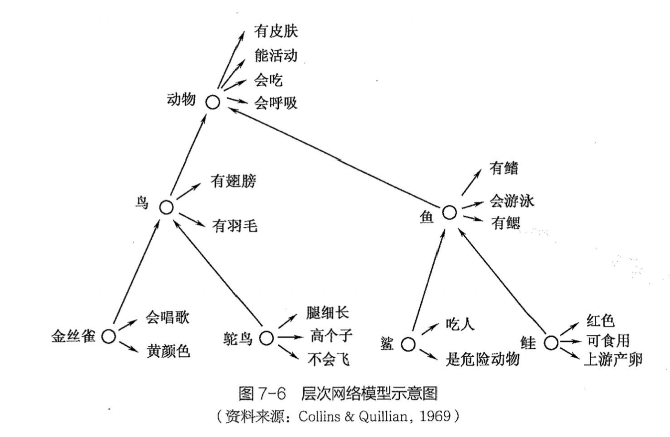 有皮肤
能活动
会吃
会呼吸
动物
有翅膀
鸟
有羽毛
有鳍
会游泳
鱼
有鳃
会唱歌
金丝雀
黄颜色
腿细长
鸵鸟
高个子
不会飞
吃人
鲨
是危险动物
红色
鲑
可食用
上游产卵
图 7-6 层次网络模型示意图
（资料来源：Collins & Quillian, 1969）